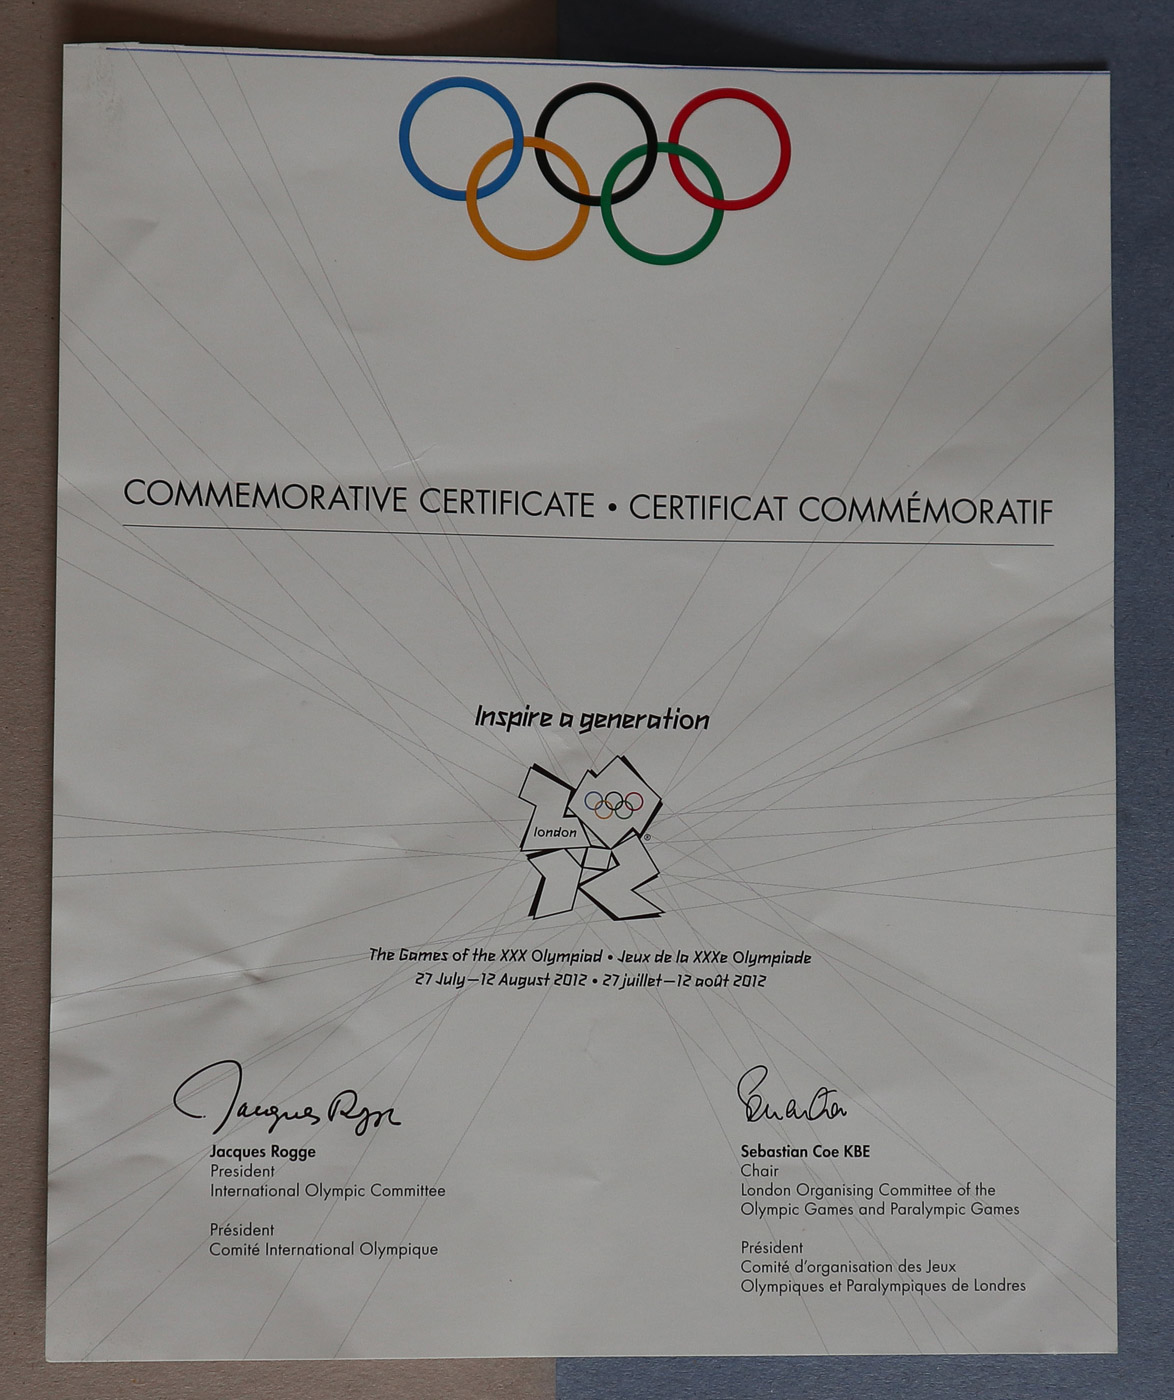 COMMEMORATIVE CERTIFICATE • CERTIFICAT COMMÉMORATIF
Inspire a generation
london
®
The Games of the XXX Olympiad • Jeux de la XXXe Olympiade
27 July–12 August 2012 • 27 juillet–12 août 2012
Jacques Rogge
Jacques Rogge
President
International Olympic Committee
Président
Comité International Olympique
Sebastian Coe KBE
Chair
London Organising Committee of the
Olympic Games and Paralympic Games
Président
Comité d'organisation des Jeux
Olympiques et Paralympiques de Londres